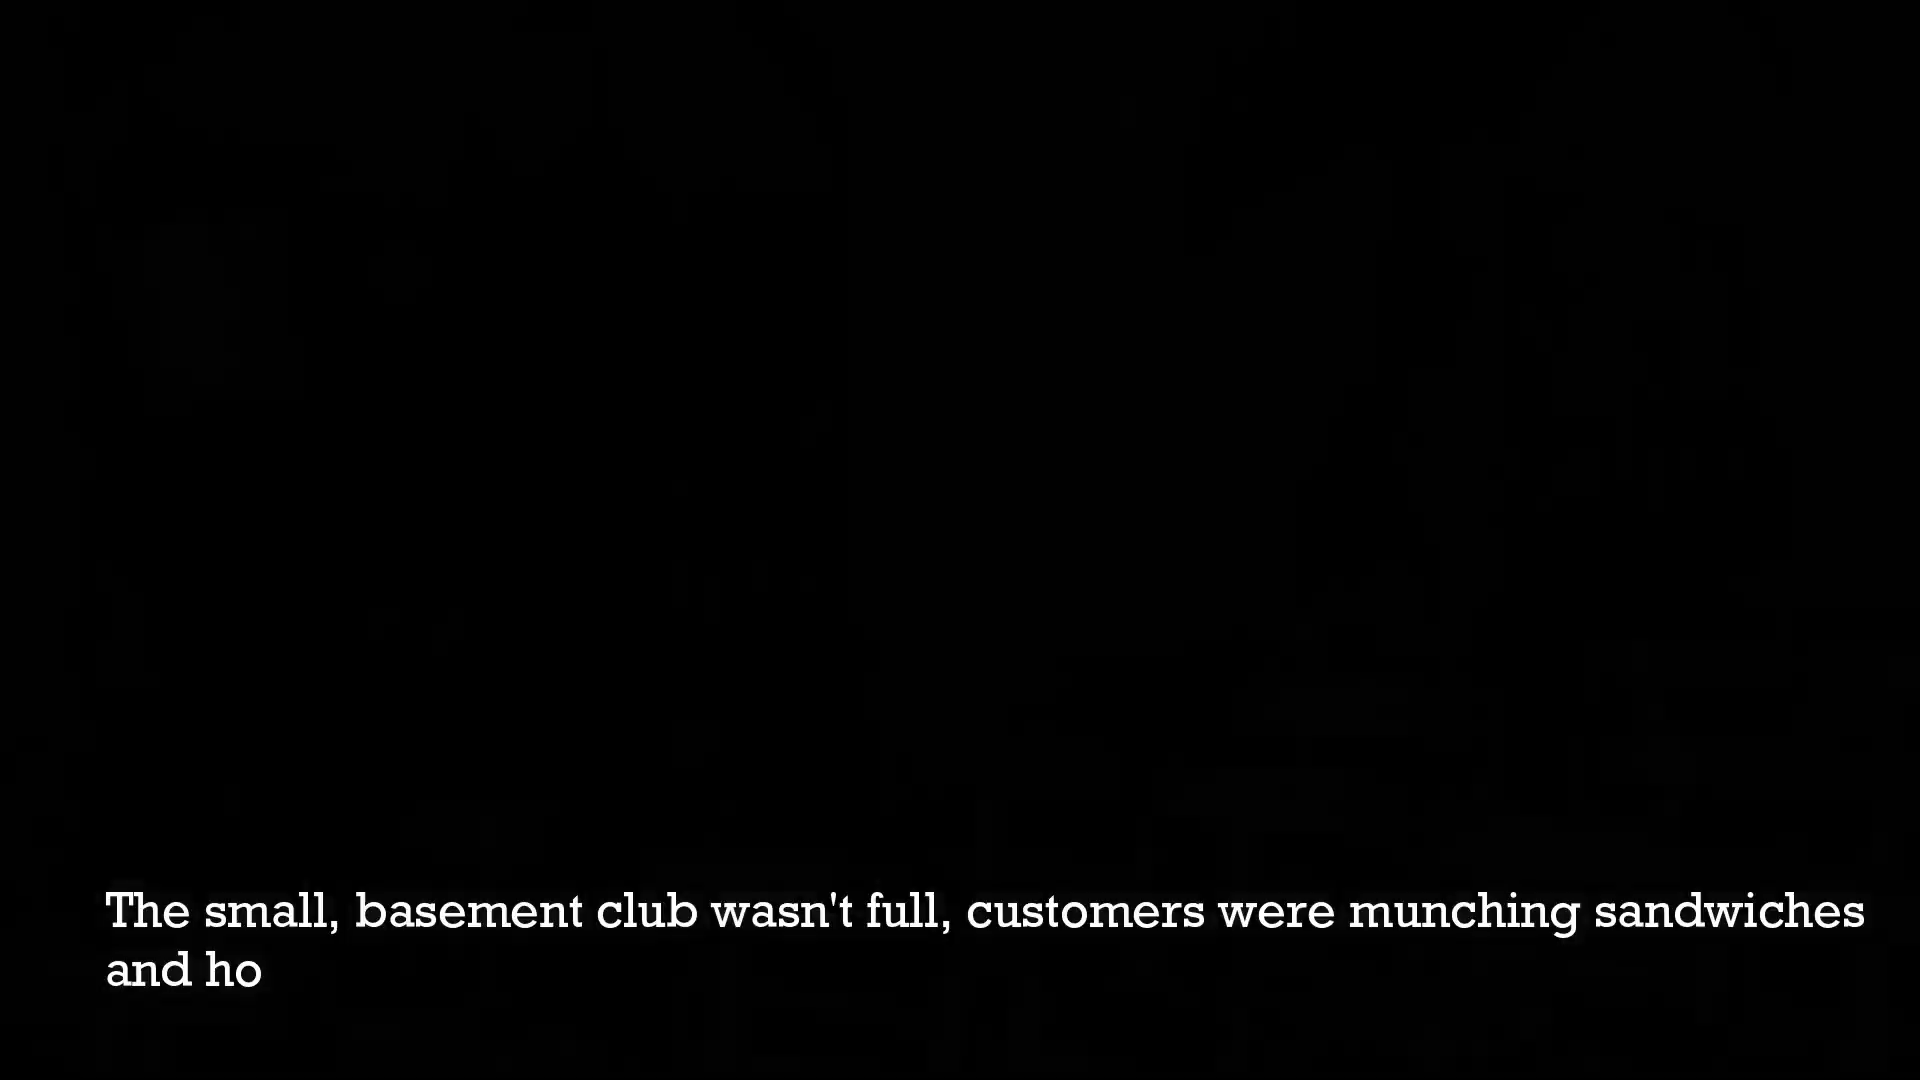 The small, basement club wasn't full, customers were munching sandwiches
and ho